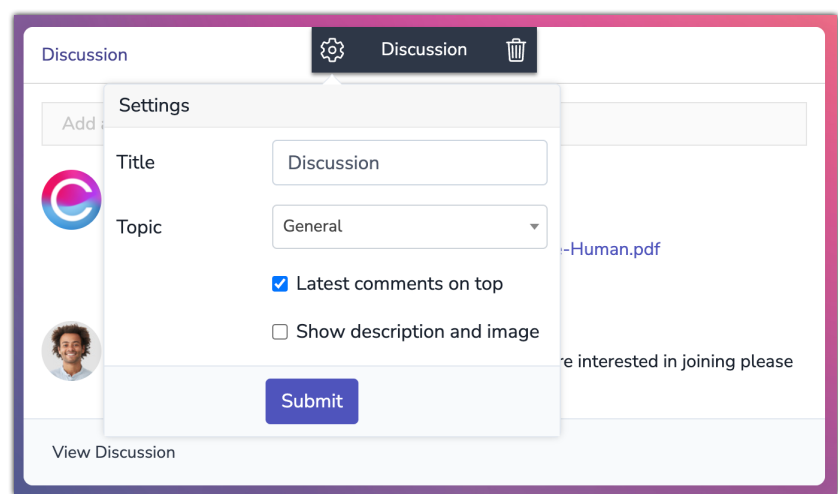 Discussion
Discussion
Settings
Add
Title
Discussion
Topic
General
-Human.pdf
Latest comments on top
Show description and image
interested in joining please
Submit
View Discussion